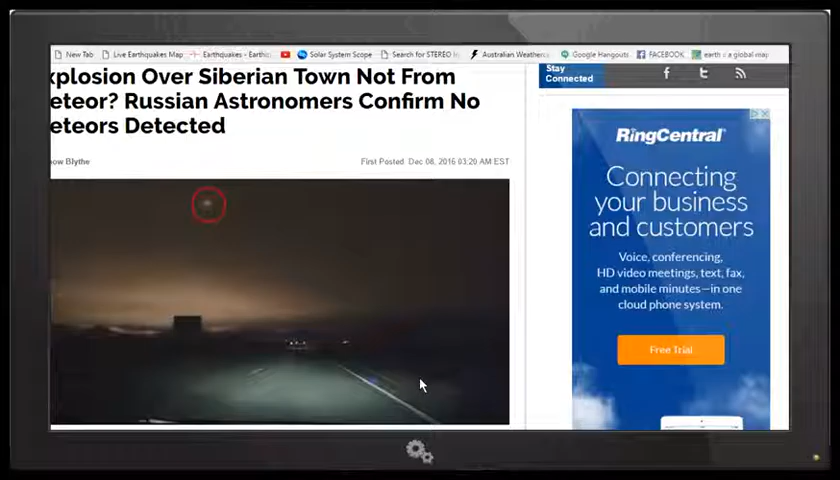 New Tab Live Earthquakes Map Earthquakes - Earthq Solar System Scope Search for STEREO Australian Weather Google Hangouts FACEBOOK earth a global map
xplosion Over Siberian Town Not From
eteor? Russian Astronomers Confirm No
eteors Detected
ow Blythe
First Posted Dec 08, 2016 03:20 AM EST
Stay
Connected
RingCentral
Connecting
your business
and customers
Voice, conferencing,
HD video meetings, text, fax,
and mobile minutes—in one
cloud phone system.
Free Trial